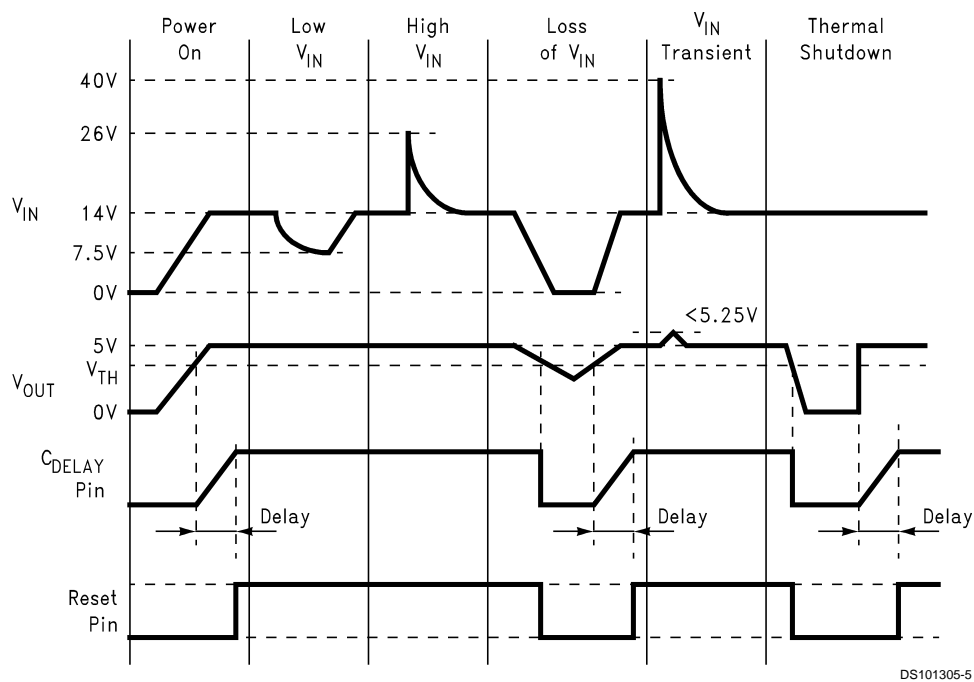 Power
On
Low
VIN
High
VIN
Loss
of VIN
VIN
Transient
Thermal
Shutdown
40V
26V
VIN
14V
7.5V
0V
<5.25V
5V
VTH
VOUT
0V
CDELAY
Pin
Delay
Delay
Delay
Reset
Pin
DS101305-5